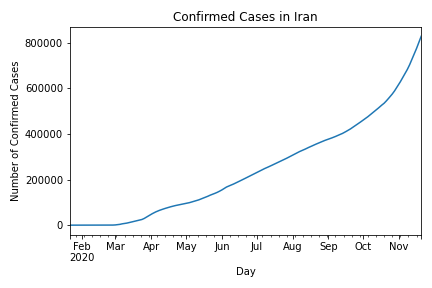 Confirmed Cases in Iran
Number of Confirmed Cases
800000
600000
400000
200000
0
Feb Mar Apr May Jun Jul Aug Sep Oct Nov
2020
Day